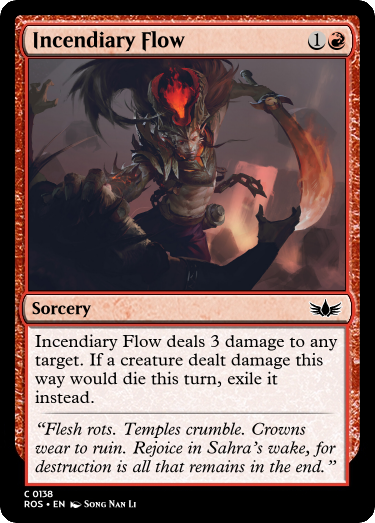 Incendiary Flow 1
Sorcery
Incendiary Flow deals 3 damage to any
target. If a creature dealt damage this
way would die this turn, exile it
instead.
“Flesh rots. Temples crumble. Crowns
wear to ruin. Rejoice in Sahra’s wake, for
destruction is all that remains in the end.”
C 0138
ROS • EN Song Nan Li